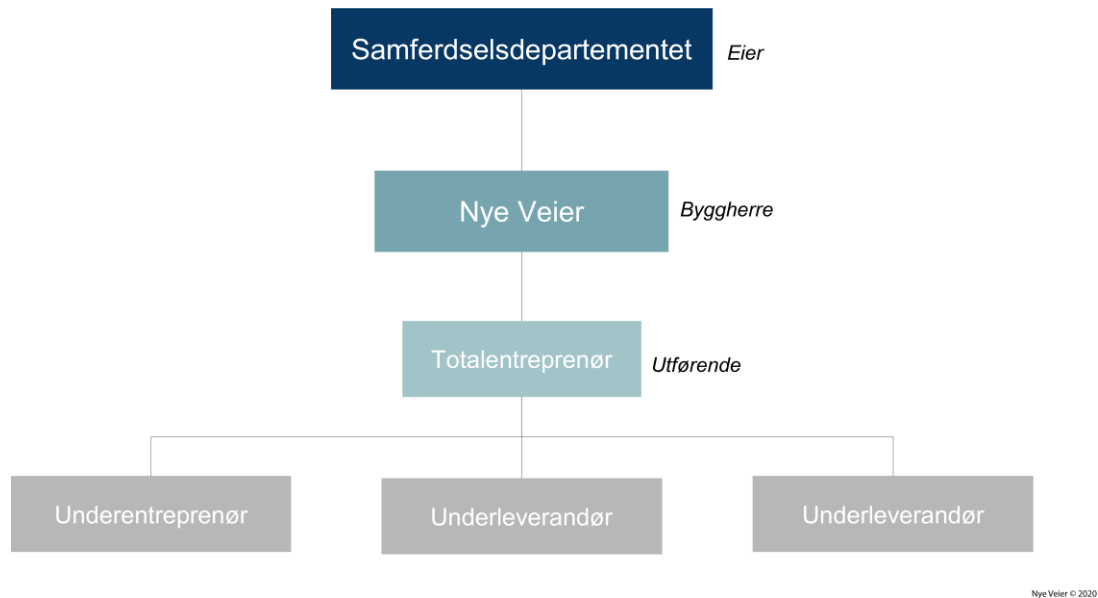 Samferdselsdepartementet
Eier
Nye Veier
Byggherre
Totalentreprenør
Utførende
Underentreprenør
Underleverandør
Underleverandør
Nye Veier © 2020